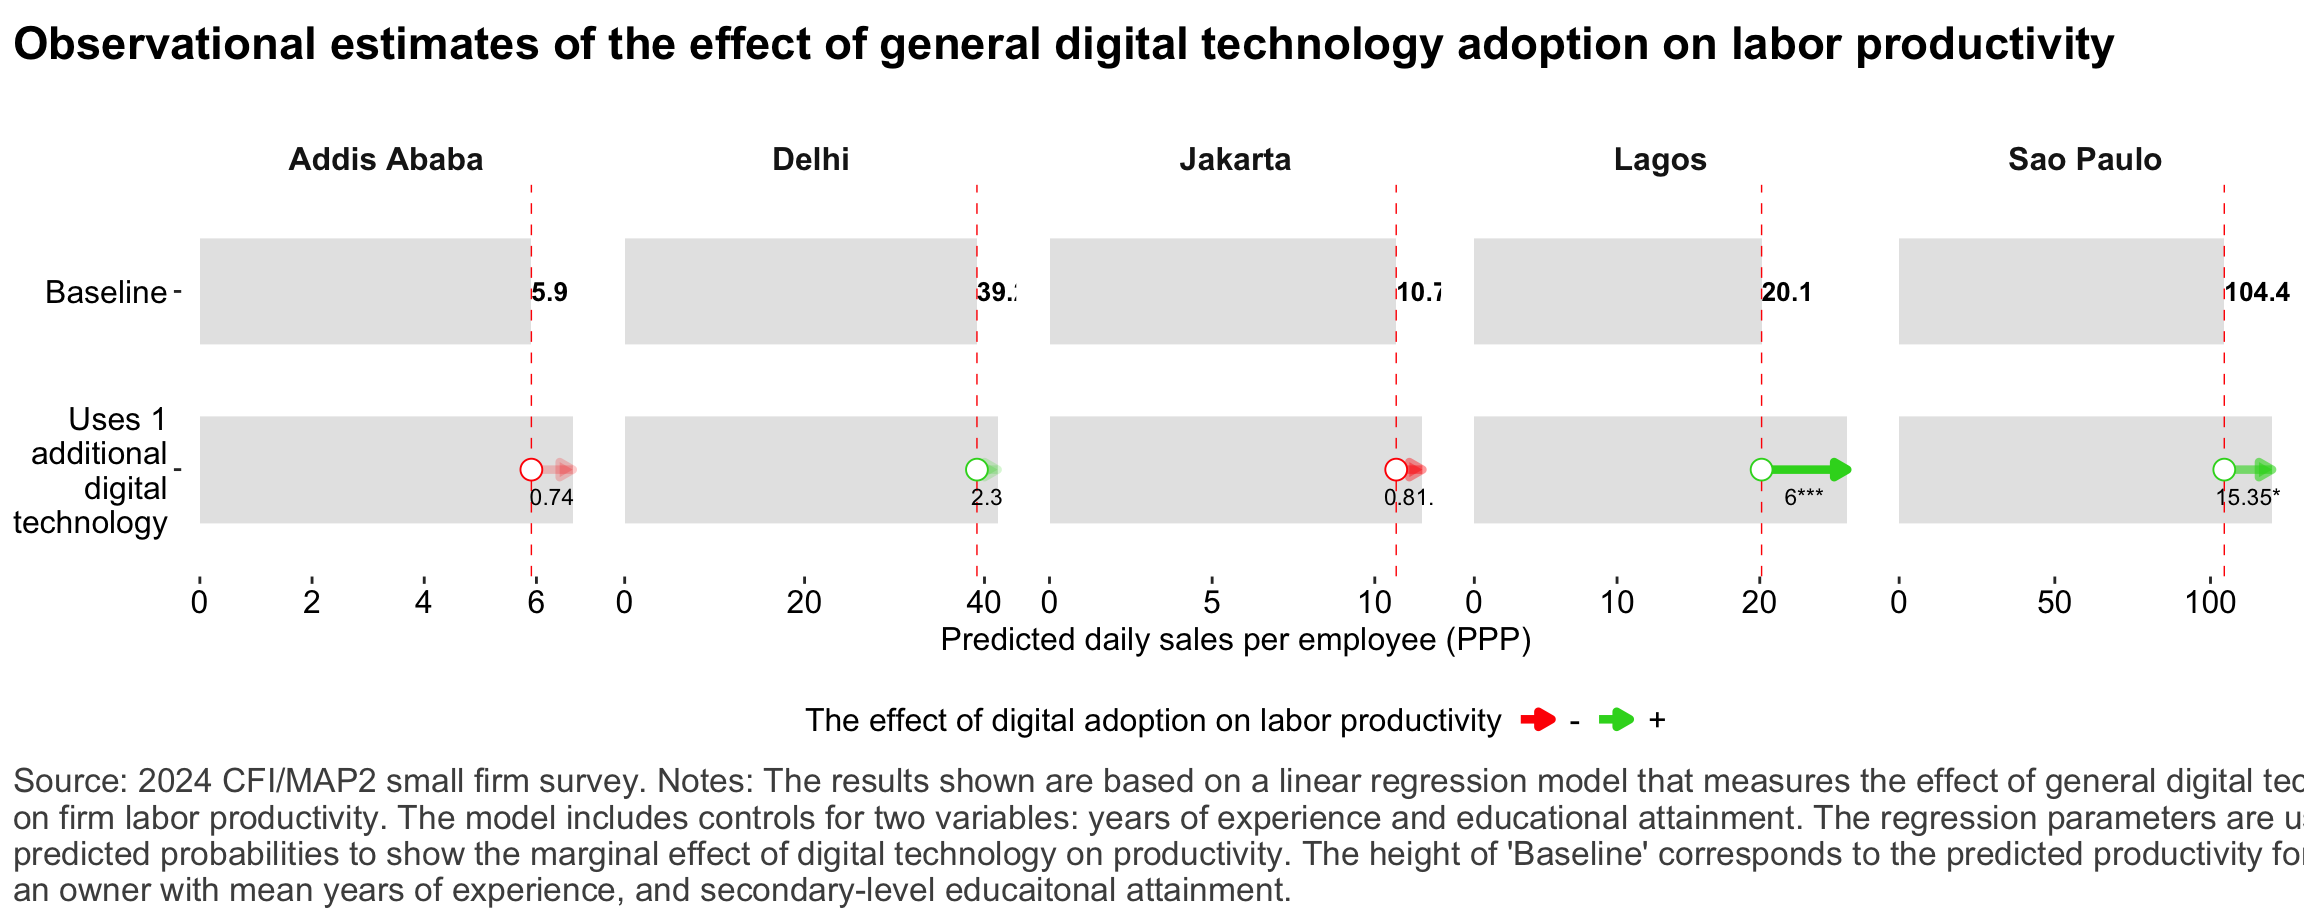 Observational estimates of the effect of general digital technology adoption on labor productivity
Addis Ababa Delhi Jakarta Lagos Sao Paulo
Baseline 5.9 39. 10.7 20.1 104.4
Uses 1
additional
digital
technology
0.74 2.3 0.81. 6*** 15.35*
0 2 4 6 0 20 40 0 5 10 0 10 20 0 50 100
Predicted daily sales per employee (PPP)
The effect of digital adoption on labor productivity - +
Source: 2024 CFI/MAP2 small firm survey. Notes: The results shown are based on a linear regression model that measures the effect of general digital
on firm labor productivity. The model includes controls for two variables: years of experience and educational attainment. The regression parameters are
predicted probabilities to show the marginal effect of digital technology on productivity. The height of 'Baseline' corresponds to the predicted productivity
an owner with mean years of experience, and secondary-level educaitonal attainment.